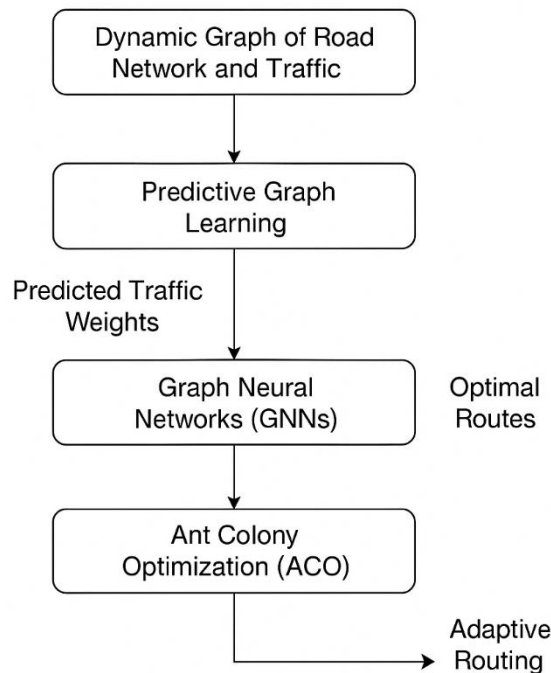 Dynamic Graph of Road
Network and Traffic
Predictive Graph
Learning
Predicted Traffic
Weights
Graph Neural
Networks (GNNs)
Optimal
Routes
Ant Colony
Optimization (ACO)
Adaptive
Routing